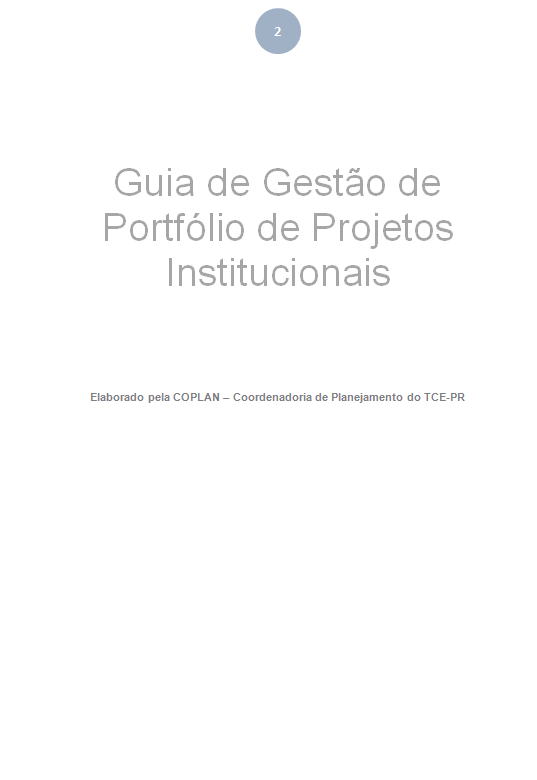 2
Guia de Gestão de
Portfólio de Projetos
Institucionais
Elaborado pela COPLAN – Coordenadoria de Planejamento do TCE-PR